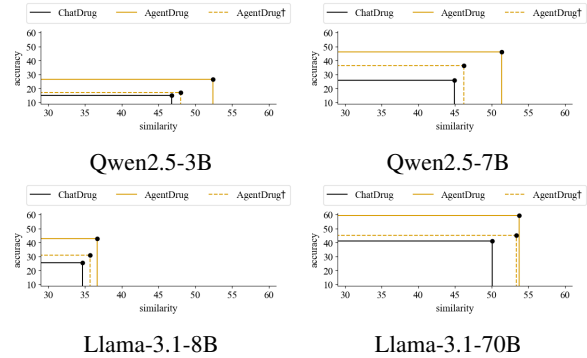 ChatDrug AgentDrug AgentDrug† ChatDrug AgentDrug AgentDrug†
60 60
50 50
40 40
30 30
20 20
10 10
accuracy accuracy
30 35 40 45 50 55 60 30 35 40 45 50 55 60
similarity similarity
Qwen2.5-3B Qwen2.5-7B
ChatDrug AgentDrug AgentDrug† ChatDrug AgentDrug AgentDrug†
60 60
50 50
40 40
30 30
20 20
10 10
accuracy accuracy
30 35 40 45 50 55 60 30 35 40 45 50 55 60
similarity similarity
Llama-3.1-8B Llama-3.1-70B